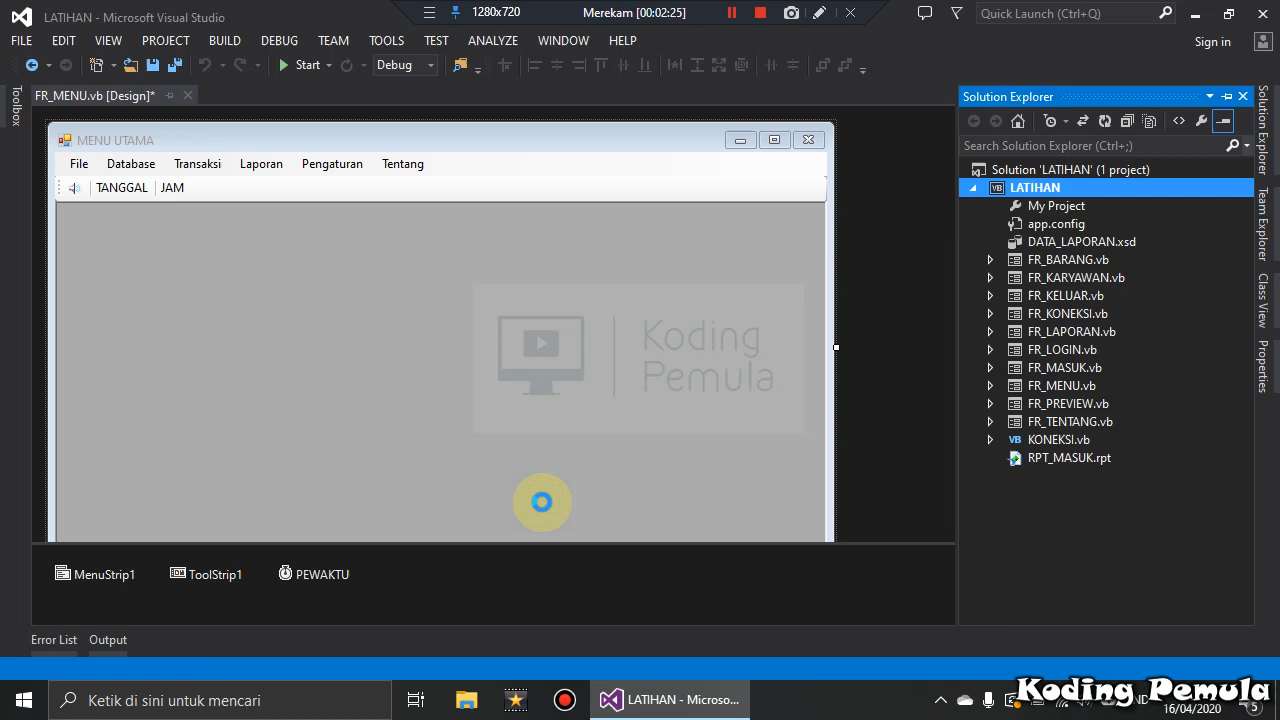 LATIHAN - Microsoft Visual Studio
1280x720
Merekam [00:02:25]
Quick Launch (Ctrl+Q)
FILE EDIT VIEW PROJECT BUILD DEBUG TEAM TOOLS TEST ANALYZE WINDOW HELP
Sign in
Start
Debug
Toolbox
FR_MENU.vb [Design]*
MENU UTAMA
File Database Transaksi Laporan Pengaturan Tentang
TANGGAL JAM
Koding
Pemula
MenuStrip1 ToolStrip1 PEWAKTU
Solution Explorer
Search Solution Explorer (Ctrl+;)
Solution 'LATIHAN' (1 project)
VB LATIHAN
My Project
app.config
DATA_LAPORAN.xsd
FR_BARANG.vb
FR_KARYAWAN.vb
FR_KELUAR.vb
FR_KONEKSI.vb
FR_LAPORAN.vb
FR_LOGIN.vb
FR_MASUK.vb
FR_MENU.vb
FR_PREVIEW.vb
FR_TENTANG.vb
VB KONEKSI.vb
RPT_MASUK.rpt
Solution Explorer
Team Explorer
Class View
Properties
Error List Output
Ketik di sini untuk mencari
LATIHAN - Microso...
Koding Pemula
16/04/2020
5